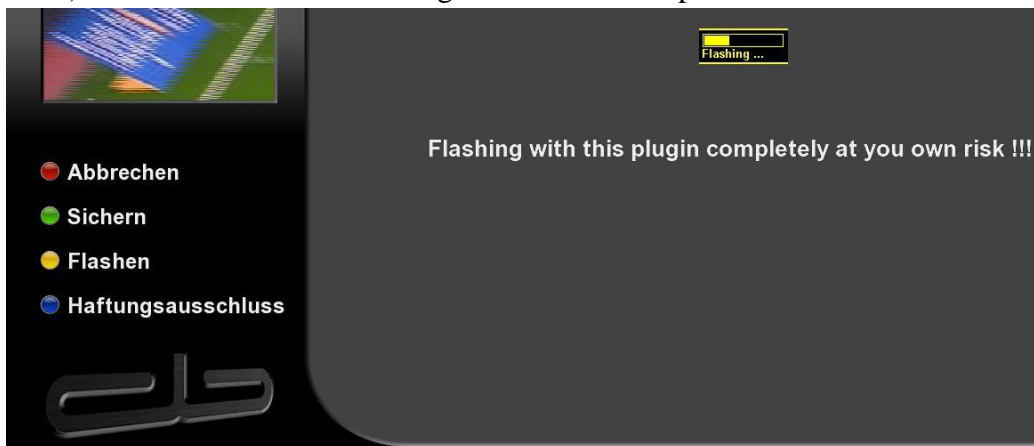 Flashing ...
Flashing with this plugin completely at you own risk !!!
Abbrechen
Sichern
Flashen
Haftungsausschluss